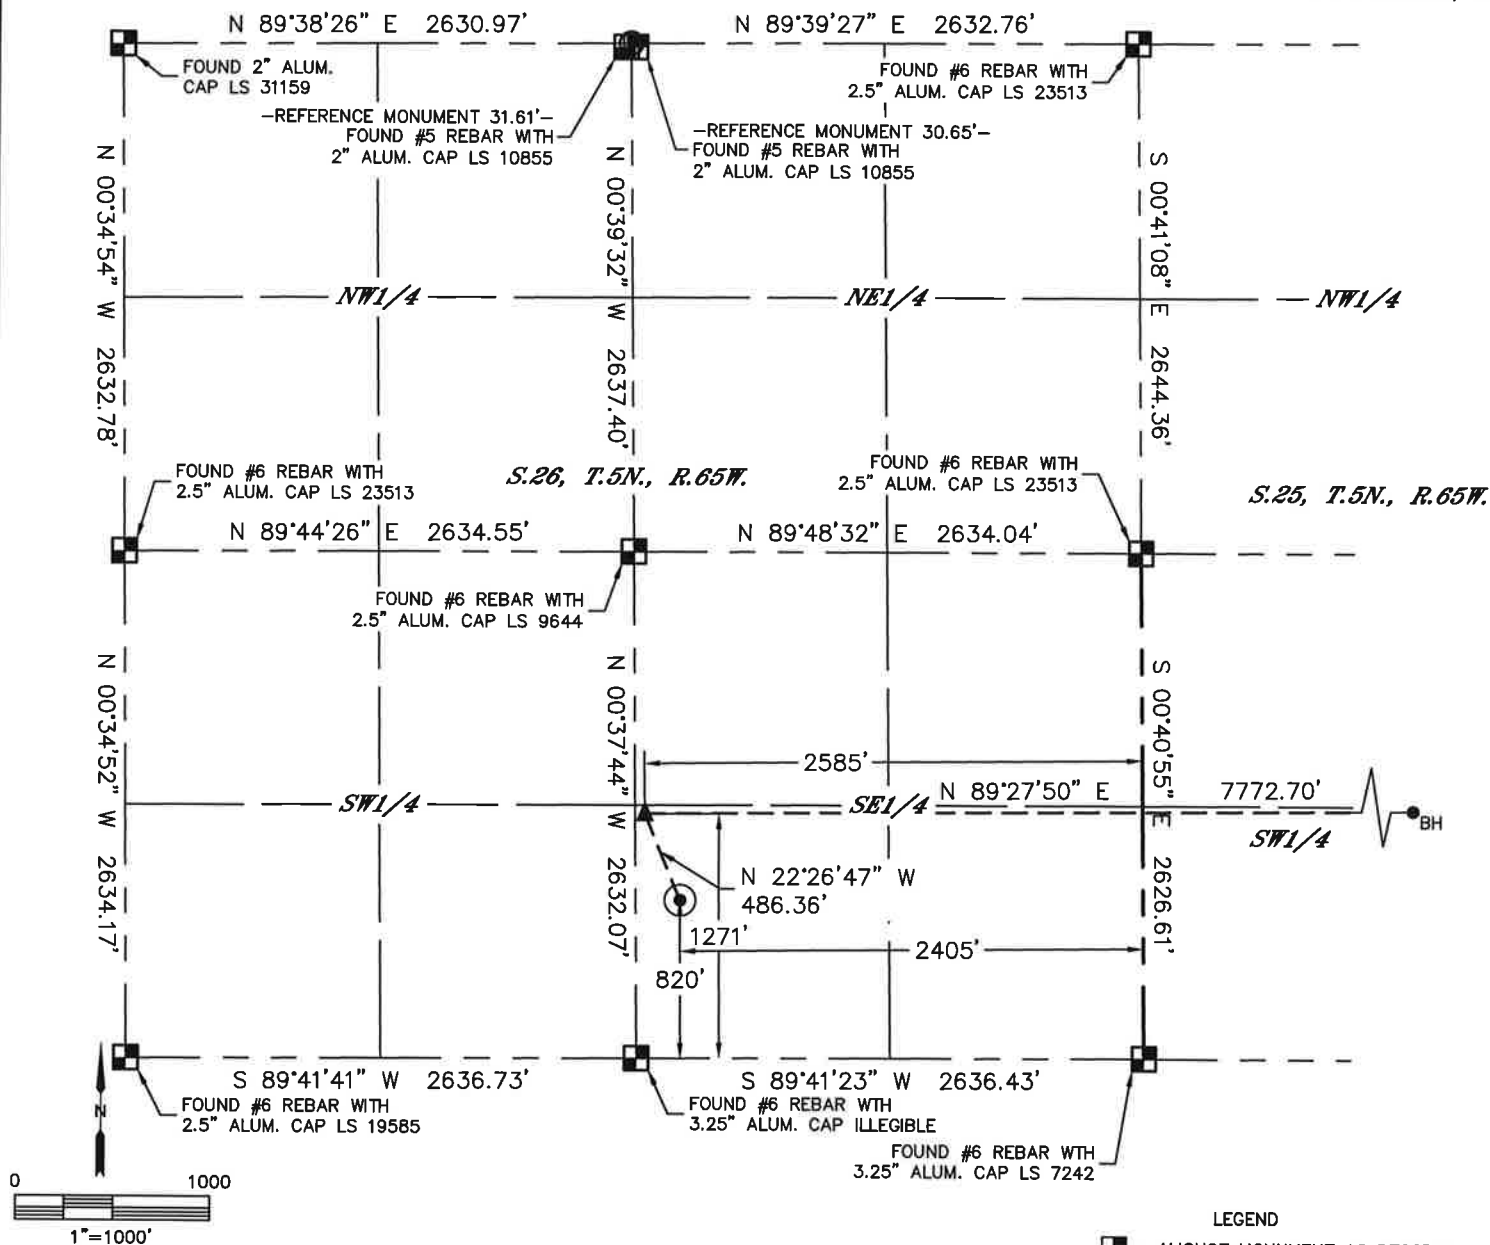 N 89°38'26" E 2630.97'
N 89°39'27" E 2632.76'
FOUND 2" ALUM.
CAP LS 31159
FOUND #6 REBAR WITH
2.5" ALUM. CAP LS 23513
-REFERENCE MONUMENT 31.61'-
FOUND #5 REBAR WITH
2" ALUM. CAP LS 10855
-REFERENCE MONUMENT 30.65'-
FOUND #5 REBAR WITH
2" ALUM. CAP LS 10855
N 00°34'54" W 2632.78'
N 00°39'32" W 2637.40'
S 00°41'08" E 2644.36'
NW1/4
NE1/4
NW1/4
FOUND #6 REBAR WITH
2.5" ALUM. CAP LS 23513
S.26, T.5N., R.65W.
FOUND #6 REBAR WITH
2.5" ALUM. CAP LS 23513
S.25, T.5N., R.65W.
N 89°44'26" E 2634.55'
N 89°48'32" E 2634.04'
FOUND #6 REBAR WITH
2.5" ALUM. CAP LS 9644
N 00°34'52" W 2634.17'
N 00°37'44" W 2632.07'
S 00°40'55" E 2626.61'
2585'
N 89°27'50" E 7772.70'
SW1/4
SE1/4
SW1/4
BH
N 22°26'47" W
486.36'
1271'
2405'
820'
S 89°41'41" W 2636.73'
S 89°41'23" W 2636.43'
FOUND #6 REBAR WITH
2.5" ALUM. CAP LS 19585
FOUND #6 REBAR WTH
3.25" ALUM. CAP ILLEGIBLE
FOUND #6 REBAR WTH
3.25" ALUM. CAP LS 7242
N
0 1000
1"=1000'
LEGEND